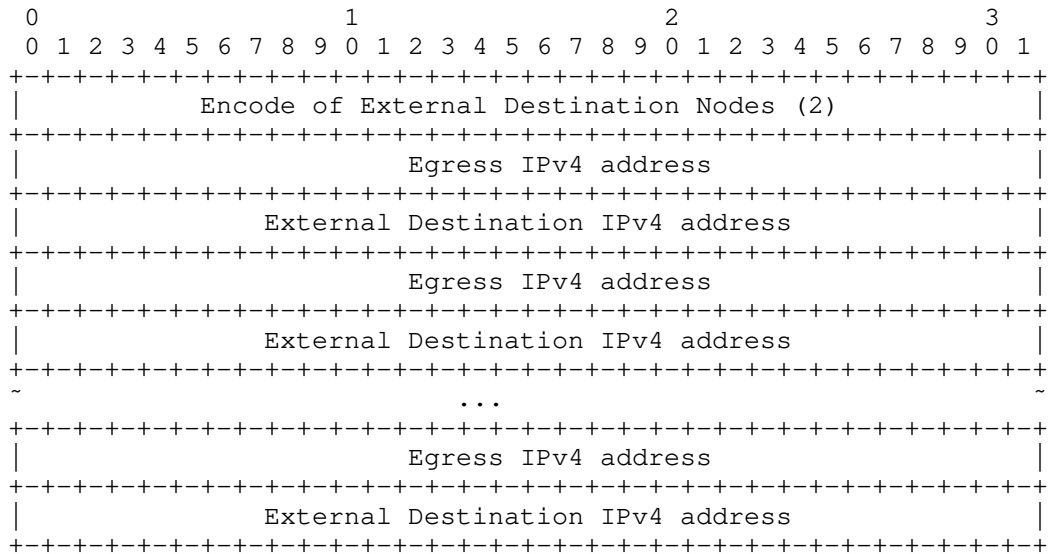 0                   1                   2                   3
 0 1 2 3 4 5 6 7 8 9 0 1 2 3 4 5 6 7 8 9 0 1 2 3 4 5 6 7 8 9 0 1
+-+-+-+-+-+-+-+-+-+-+-+-+-+-+-+-+-+-+-+-+-+-+-+-+-+-+-+-+-+-+-+-+
|           Encode of External Destination Nodes (2)            |
+-+-+-+-+-+-+-+-+-+-+-+-+-+-+-+-+-+-+-+-+-+-+-+-+-+-+-+-+-+-+-+-+
|                        Egress IPv4 address                    |
+-+-+-+-+-+-+-+-+-+-+-+-+-+-+-+-+-+-+-+-+-+-+-+-+-+-+-+-+-+-+-+-+
|               External Destination IPv4 address               |
+-+-+-+-+-+-+-+-+-+-+-+-+-+-+-+-+-+-+-+-+-+-+-+-+-+-+-+-+-+-+-+-+
|                        Egress IPv4 address                    |
+-+-+-+-+-+-+-+-+-+-+-+-+-+-+-+-+-+-+-+-+-+-+-+-+-+-+-+-+-+-+-+-+
|               External Destination IPv4 address               |
+-+-+-+-+-+-+-+-+-+-+-+-+-+-+-+-+-+-+-+-+-+-+-+-+-+-+-+-+-+-+-+-+
~                           ...                                 ~
+-+-+-+-+-+-+-+-+-+-+-+-+-+-+-+-+-+-+-+-+-+-+-+-+-+-+-+-+-+-+-+-+
|                        Egress IPv4 address                    |
+-+-+-+-+-+-+-+-+-+-+-+-+-+-+-+-+-+-+-+-+-+-+-+-+-+-+-+-+-+-+-+-+
|               External Destination IPv4 address               |
+-+-+-+-+-+-+-+-+-+-+-+-+-+-+-+-+-+-+-+-+-+-+-+-+-+-+-+-+-+-+-+-+